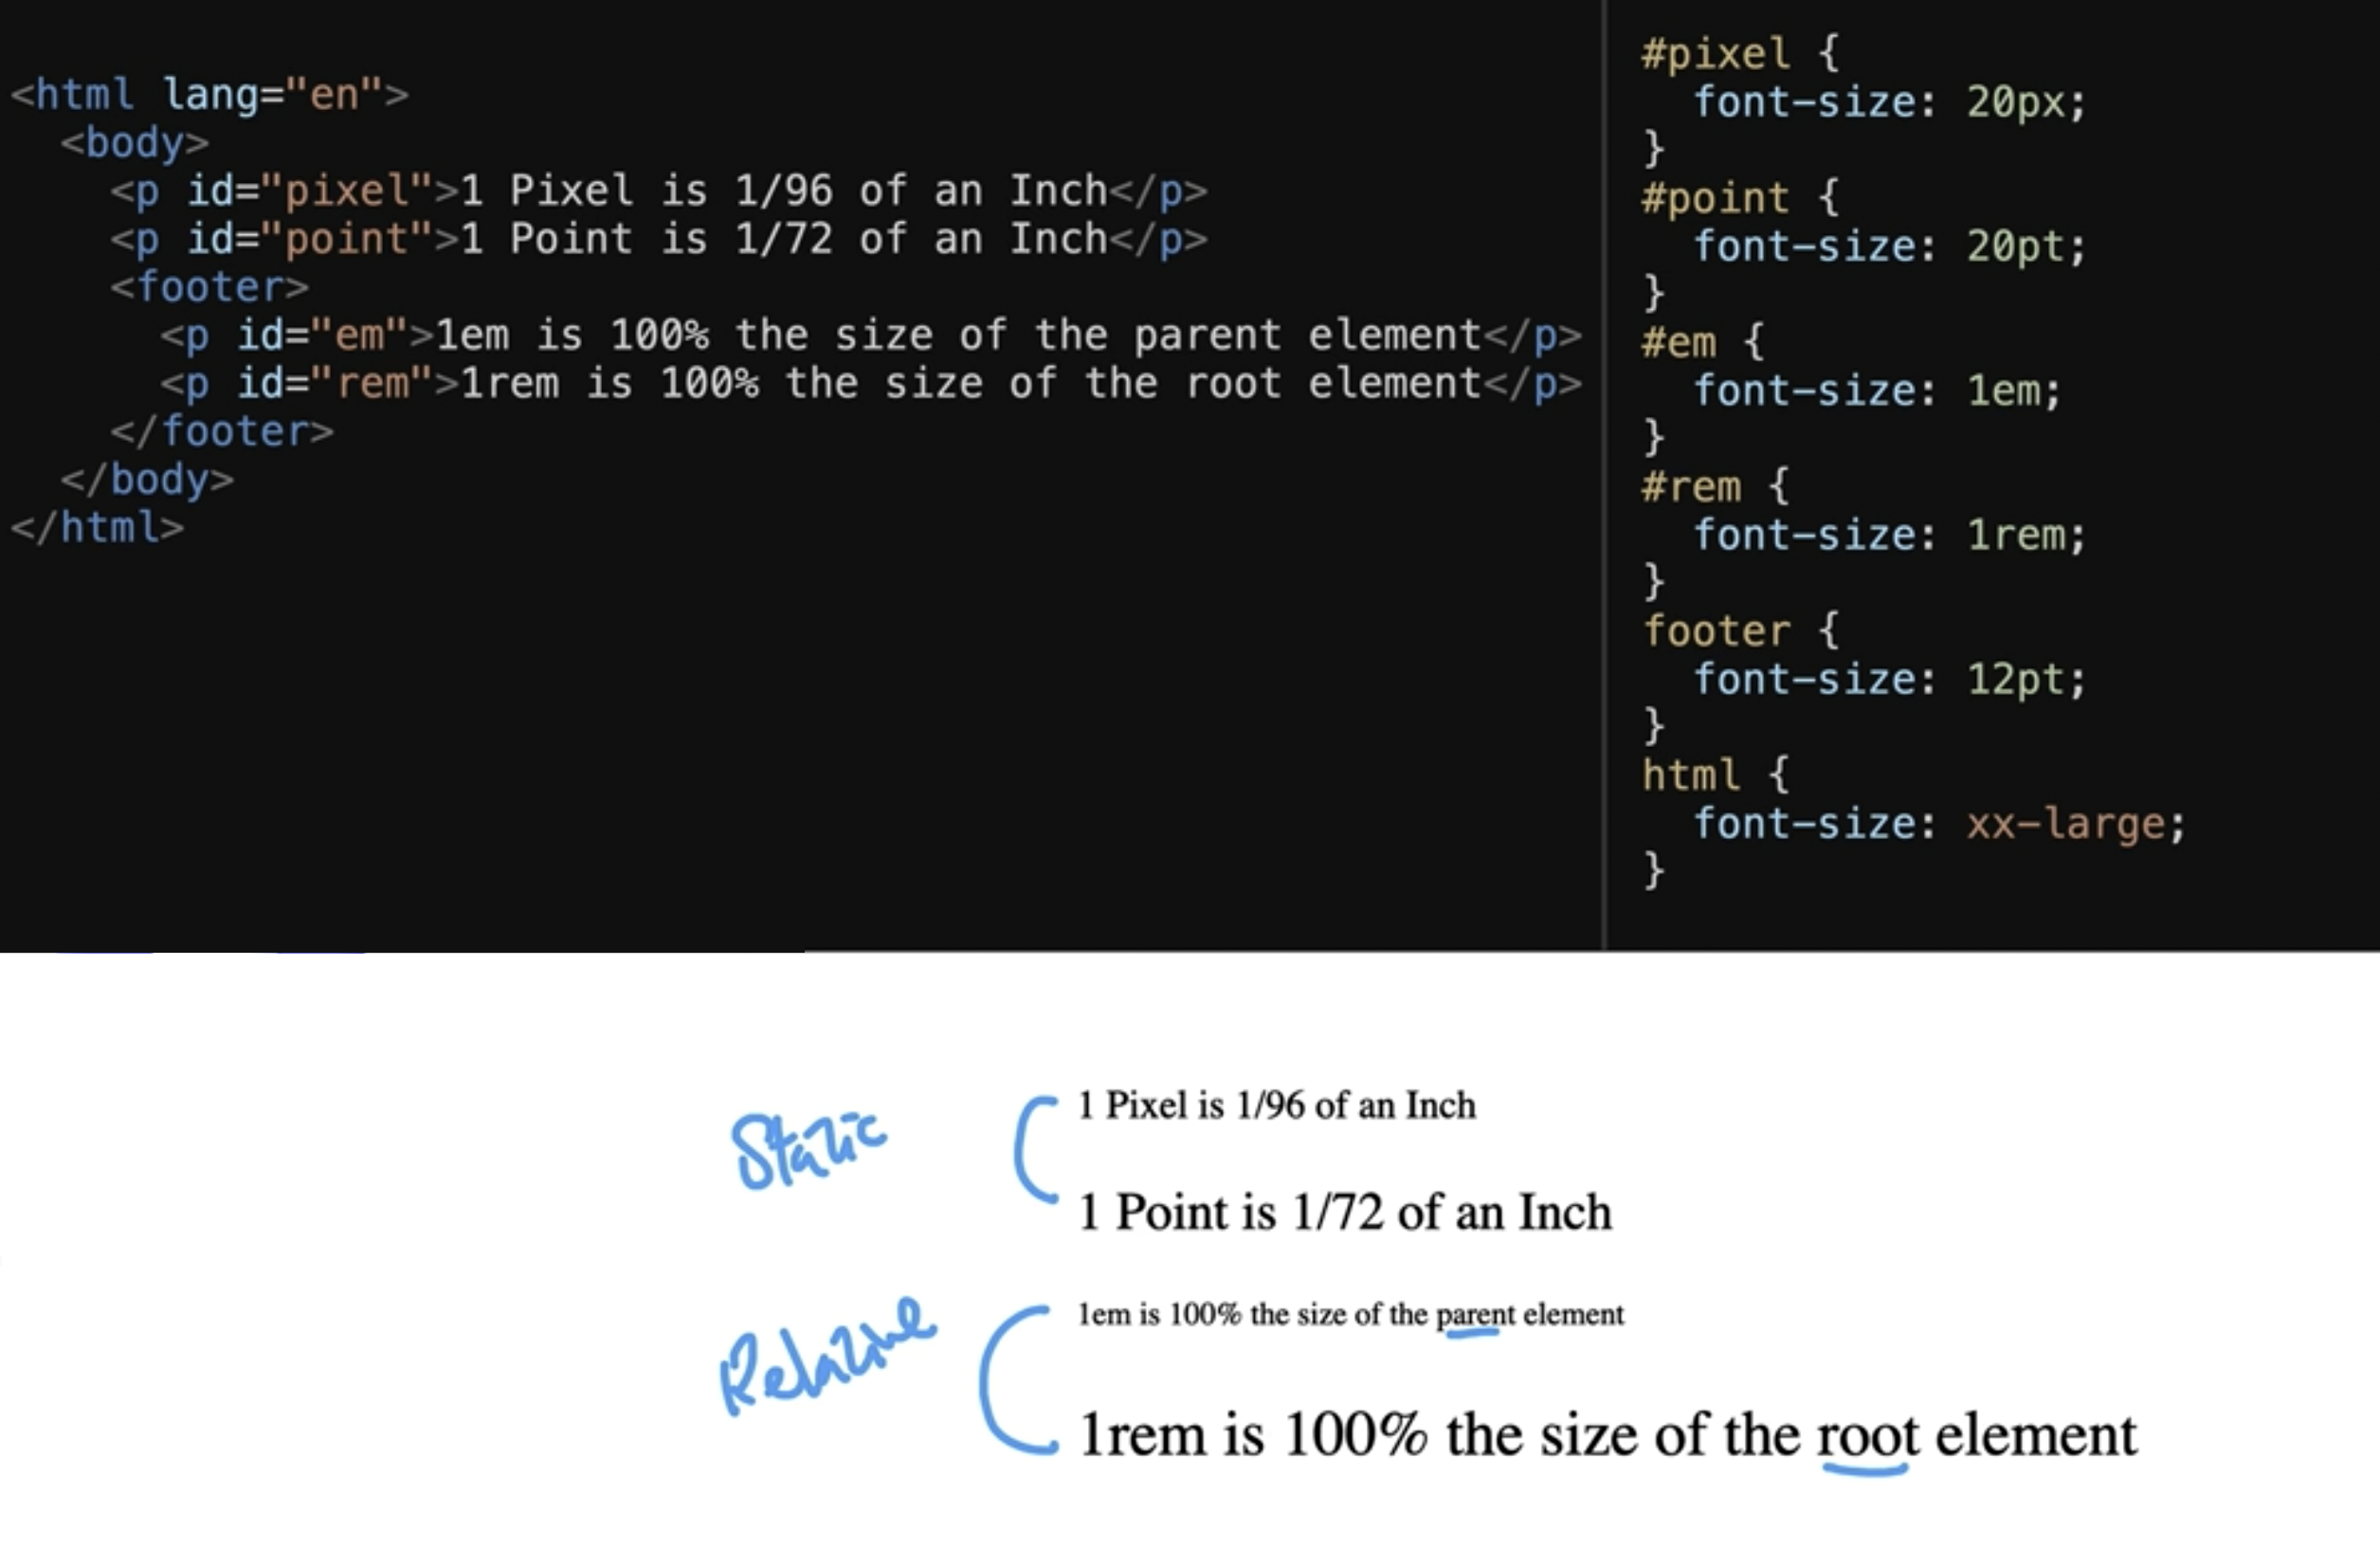 <html lang="en">
<body>
<p id="pixel">1 Pixel is 1/96 of an Inch</p>
<p id="point">1 Point is 1/72 of an Inch</p>
<footer>
<p id="em">1em is 100% the size of the parent element</p>
<p id="rem">1rem is 100% the size of the root element</p>
</footer>
</body>
</html>
#pixel {
font-size: 20px;
}
#point {
font-size: 20pt;
}
#em {
font-size: 1em;
}
#rem {
font-size: 1rem;
}
footer {
font-size: 12pt;
}
html {
font-size: xx-large;
}
Static
1 Pixel is 1/96 of an Inch
1 Point is 1/72 of an Inch
Relative
1em is 100% the size of the parent element
1rem is 100% the size of the root element